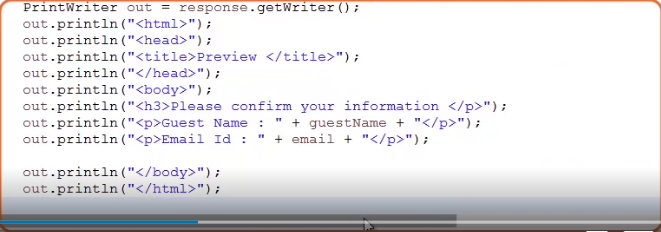 PrintWriter out = response.getWriter();
out.println("<html>");
out.println("<head>");
out.println("<title>Preview </title>");
out.println("</head>");
out.println("<body>");
out.println("<h3>Please confirm your information </p>");
out.println("<p>Guest Name : " + guestName + "</p>");
out.println("<p>Email Id : " + email + "</p>");
out.println("</body>");
out.println("</html>");